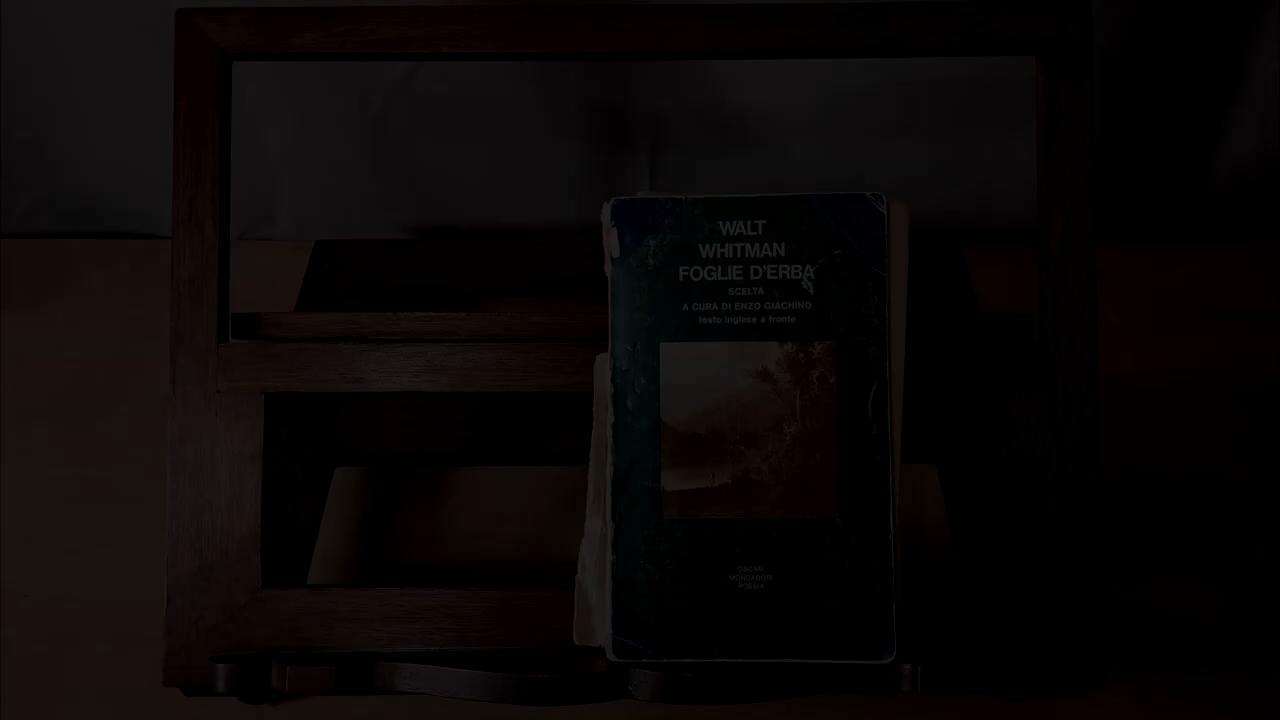 WALT
WHITMAN
FOGLIE D'ERBA
SCELTA
A CURA DI ENZO GIACHINO
testo inglese a fronte
OSCAR
MONDADORI
POESIA